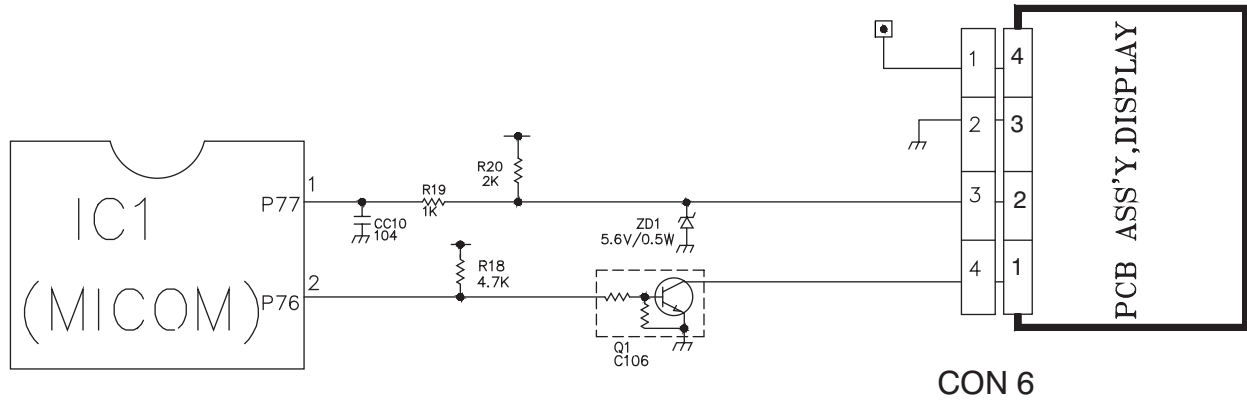 IC1
(MICOM)
P77
1
P76
2
CC10
104
R19
1K
R20
2K
R18
4.7K
ZD1
5.6V/0.5W
Q1
C106
1
2
3
4
4
3
2
1
PCB ASS'Y,DISPLAY
CON 6